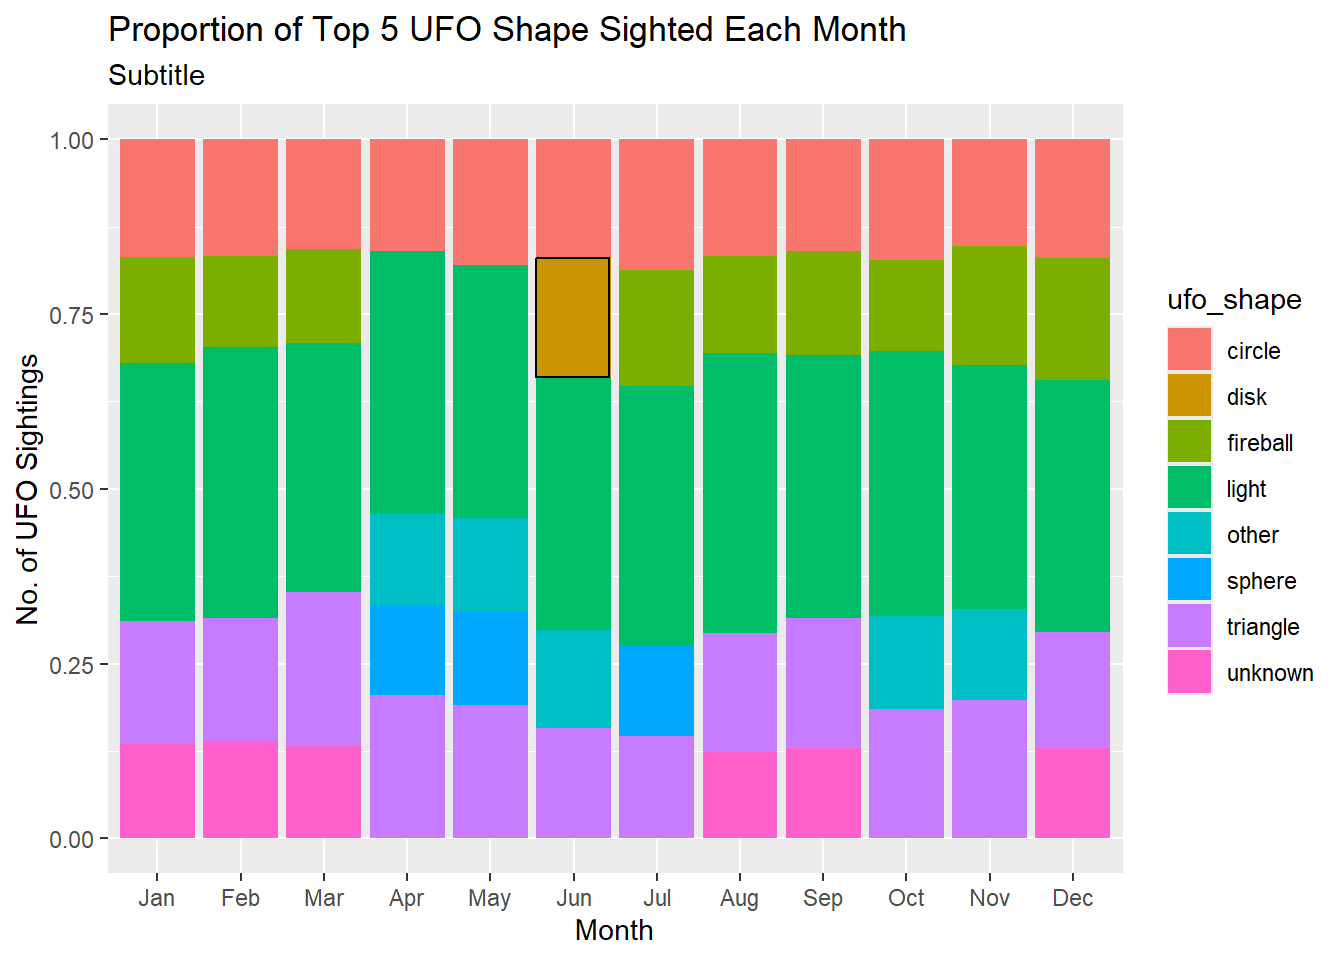 Proportion of Top 5 UFO Shape Sighted Each Month
Subtitle
No. of UFO Sightings
1.00
0.75
0.50
0.25
0.00
Jan Feb Mar Apr May Jun Jul Aug Sep Oct Nov Dec
Month
ufo_shape
circle
disk
fireball
light
other
sphere
triangle
unknown